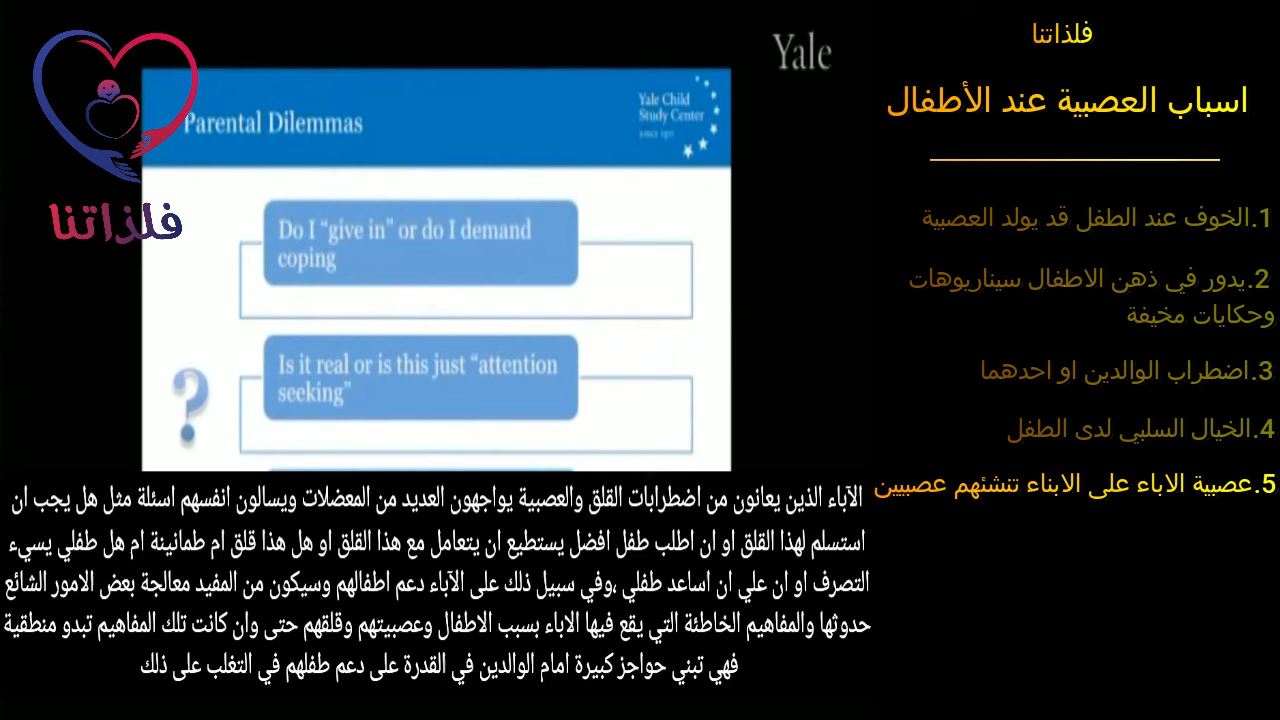 فلذاتنا
Yale
Parental Dilemmas
Yale Child
Study Center
SINCE 1911
Do I “give in” or do I demand
coping
Is it real or is this just “attention
seeking”
?
فلذاتنا
اسباب العصبية عند الأطفال
1.الخوف عند الطفل قد يولد العصبية
2.يدور في ذهن الاطفال سيناريوهات
وحكايات مخيفة
3.اضطراب الوالدين او احدهما
4.الخيال السلبي لدى الطفل
5.عصبية الاباء على الابناء تنشئهم عصبيين
الآباء الذين يعانون من اضطرابات القلق والعصبية يواجهون العديد من المعضلات ويسالون انفسهم اسئلة مثل هل يجب ان
استسلم لهذا القلق او ان اطلب طفل افضل يستطيع ان يتعامل مع هذا القلق او هل هذا قلق ام طمانينة ام هل طفلي يسيء
التصرف او ان علي ان اساعد طفلي ،وفي سبيل ذلك على الآباء دعم اطفالهم وسيكون من المفيد معالجة بعض الامور الشائع
حدوثها والمفاهيم الخاطئة التي يقع فيها الاباء بسبب الاطفال وعصبيتهم وقلقهم حتى وان كانت تلك المفاهيم تبدو منطقية
فهي تبني حواجز كبيرة امام الوالدين في القدرة على دعم طفلهم في التغلب على ذلك